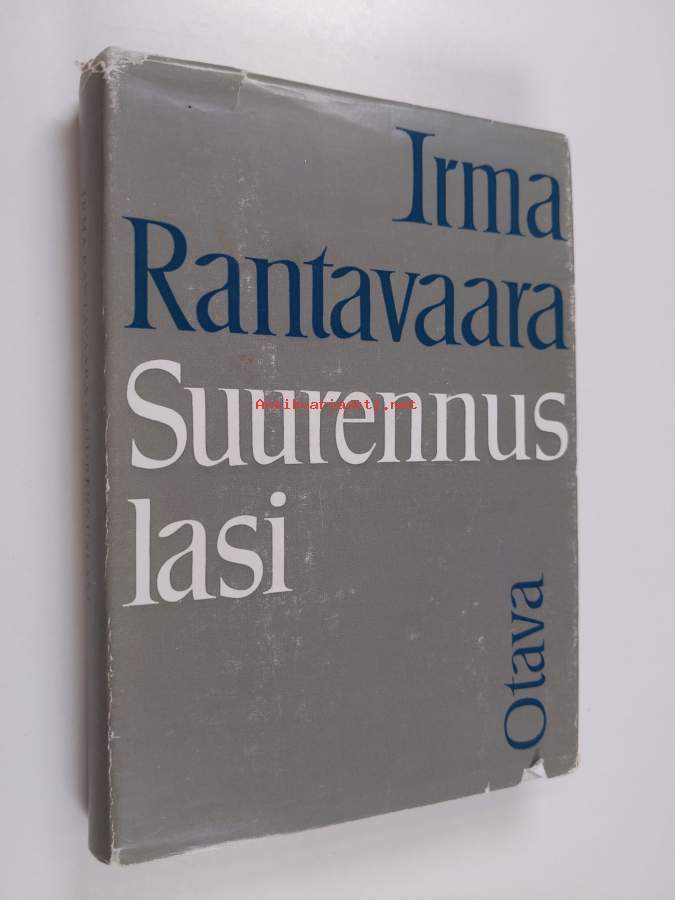 Irma
Rantavaara
Suurennus
lasi
Otava
Antikvariaatti.net